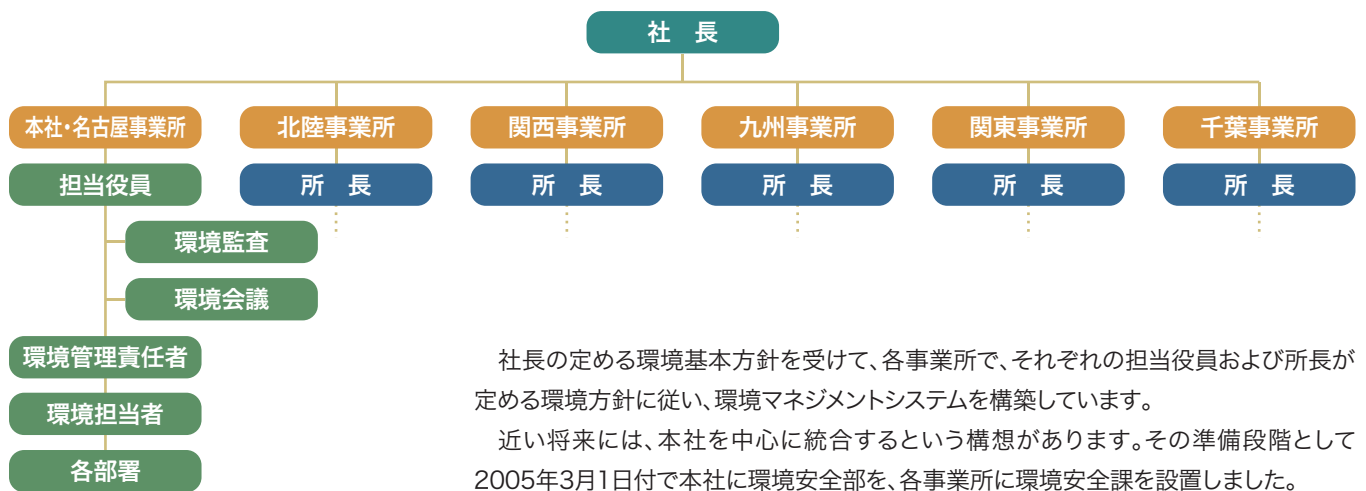 社　長
本社・名古屋事業所
北陸事業所
関西事業所
九州事業所
関東事業所
千葉事業所
担当役員
所　長
所　長
所　長
所　長
所　長
環境監査
環境会議
環境管理責任者
環境担当者
各部署
　社長の定める環境基本方針を受けて、各事業所で、それぞれの担当役員および所長が
定める環境方針に従い、環境マネジメントシステムを構築しています。
　近い将来には、本社を中心に統合するという構想があります。その準備段階として
2005年3月1日付で本社に環境安全部を、各事業所に環境安全課を設置しました。